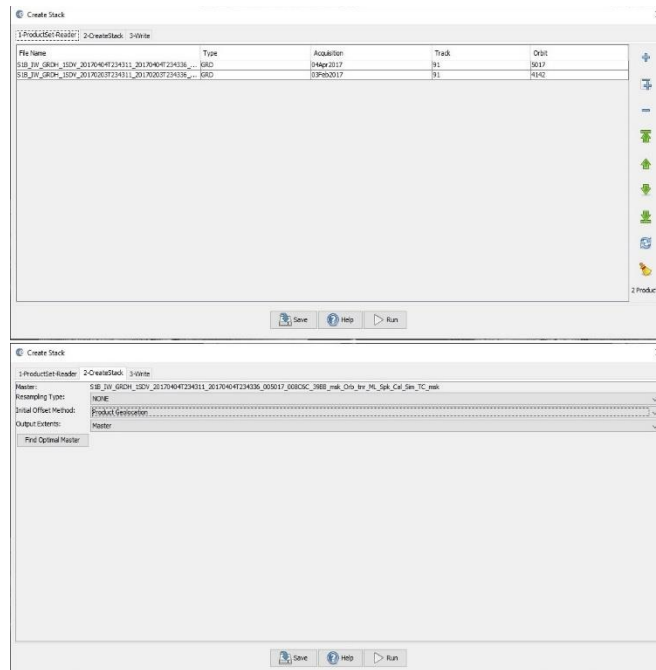 Create Stack
1-ProductSet-Reader 2-CreateStack 3-Write
File Name Type Acquisition Track Orbit
S1B_IW_GRDH_1SDV_20170404T234311_20170404T234336_... GRD 04Apr2017 91 5017
S1B_IW_GRDH_1SDV_20170203T234311_20170203T234336_... GRD 03Feb2017 91 4142
2 Product
Save Help Run
Create Stack
1-ProductSet-Reader 2-CreateStack 3-Write
Master: S1B_IW_GRDH_1SDV_20170404T234311_20170404T234336_005017_008C6C_39EB_msk_Orb_tnr_ML_Spk_Cal_Sim_TC_msk
Resampling Type: NONE
Initial Offset Method: Product Geolocation
Output Extents: Master
Find Optimal Master
Save Help Run